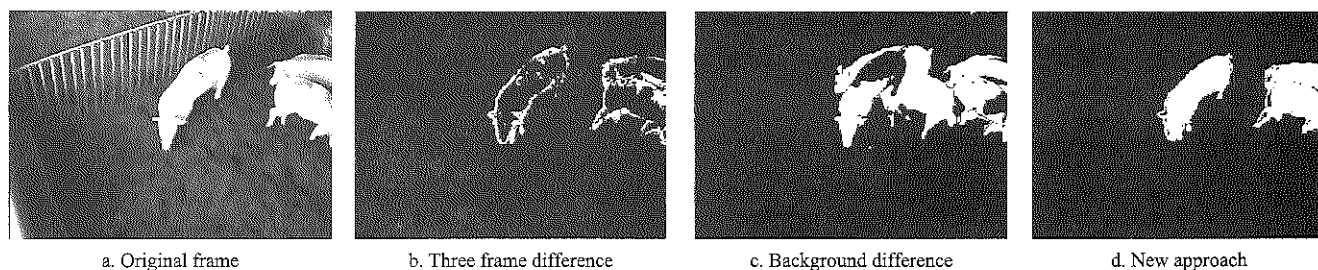 a. Original frame
b. Three frame difference
c. Background difference
d. New approach